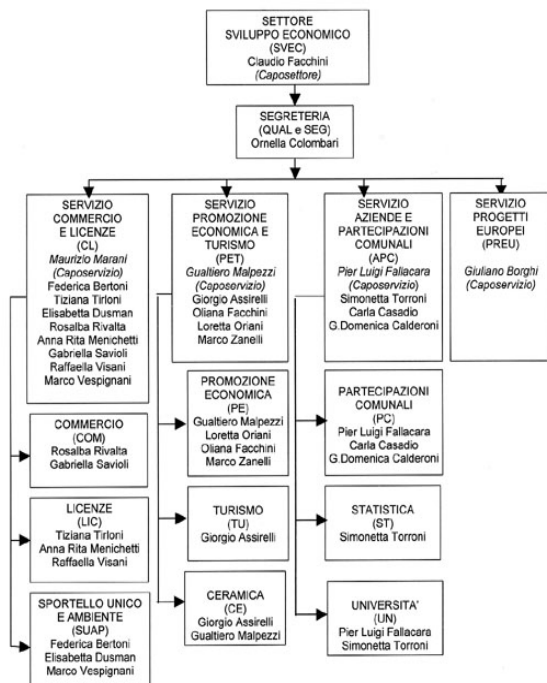 SETTORE
SVILUPPO ECONOMICO
(SVEC)
Claudio Facchini
(Caposettore)
SEGRETERIA
(QUAL e SEG)
Ornella Colombari
SERVIZIO
COMMERCIO
E LICENZE
(CL)
Maurizio Marani
(Caposervizio)
Federica Bertoni
Tiziana Tirloni
Elisabetta Dusman
Rosalba Rivalta
Anna Rita Menichetti
Gabriella Savioli
Raffaella Visani
Marco Vespignani
SERVIZIO
PROMOZIONE
ECONOMICA E
TURISMO
(PET)
Gualtiero Malpezzi
(Caposervizio)
Giorgio Assirelli
Oliana Facchini
Loretta Oriani
Marco Zanelli
SERVIZIO
AZIENDE E
PARTECIPAZIONI
COMUNALI
(APC)
Pier Luigi Fallacara
(Caposervizio)
Simonetta Torroni
Carla Casadio
G.Domenica Calderoni
SERVIZIO
PROGETTI
EUROPEI
(PREU)
Giuliano Borghi
(Caposervizio)
COMMERCIO
(COM)
Rosalba Rivalta
Gabriella Savioli
PROMOZIONE
ECONOMICA
(PE)
Gualtiero Malpezzi
Loretta Oriani
Oliana Facchini
Marco Zanelli
PARTECIPAZIONI
COMUNALI
(PC)
Pier Luigi Fallacara
Carla Casadio
G.Domenica Calderoni
LICENZE
(LIC)
Tiziana Tirloni
Anna Rita Menichetti
Raffaella Visani
TURISMO
(TU)
Giorgio Assirelli
STATISTICA
(ST)
Simonetta Torroni
SPORTELLO UNICO
E AMBIENTE
(SUAP)
Federica Bertoni
Elisabetta Dusman
Marco Vespignani
CERAMICA
(CE)
Giorgio Assirelli
Gualtiero Malpezzi
UNIVERSITA'
(UN)
Pier Luigi Fallacara
Simonetta Torroni